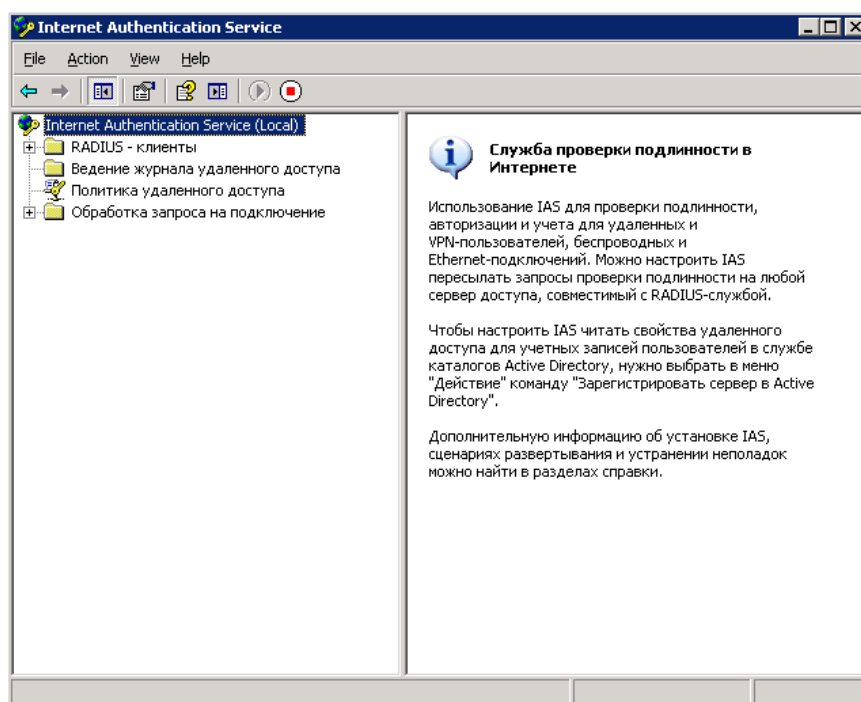 Internet Authentication Service
File Action View Help
Internet Authentication Service (Local)
RADIUS - клиенты
Ведение журнала удаленного доступа
Политика удаленного доступа
Обработка запроса на подключение
Служба проверки подлинности в
Интернете
Использование IAS для проверки подлинности,
авторизации и учета для удаленных и
VPN-пользователей, беспроводных и
Ethernet-подключений. Можно настроить IAS
пересылать запросы проверки подлинности на любой
сервер доступа, совместимый с RADIUS-службой.
Чтобы настроить IAS читать свойства удаленного
доступа для учетных записей пользователей в службе
каталогов Active Directory, нужно выбрать в меню
"Действие" команду "Зарегистрировать сервер в Active
Directory".
Дополнительную информацию об установке IAS,
сценариях развертывания и устранении неполадок
можно найти в разделах справки.